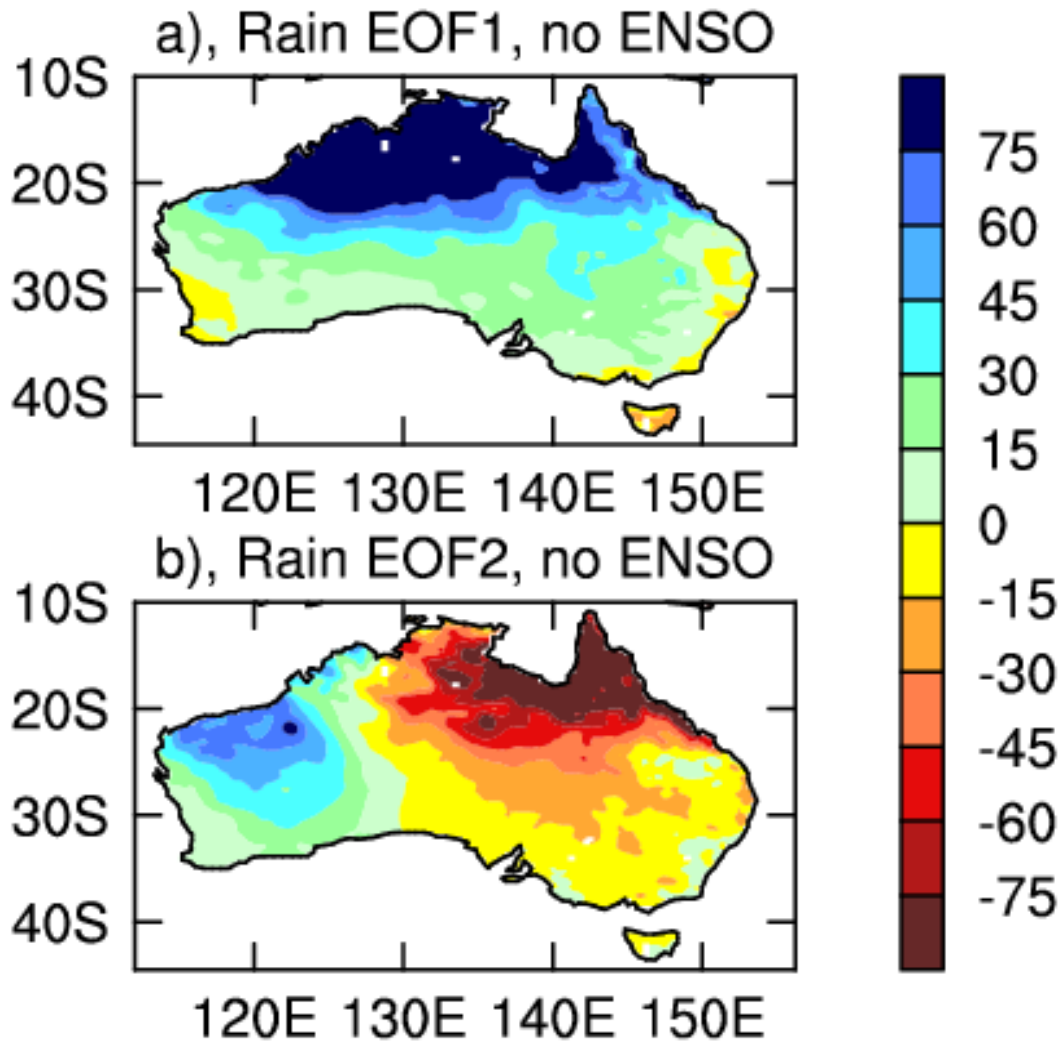 a), Rain EOF1, no ENSO
10S
20S
30S
40S
120E 130E 140E 150E
b), Rain EOF2, no ENSO
10S
20S
30S
40S
120E 130E 140E 150E
75
60
45
30
15
0
-15
-30
-45
-60
-75